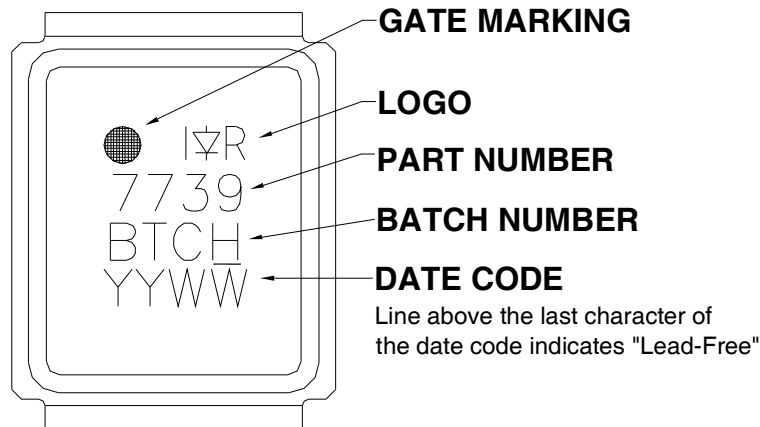 GATE MARKING
I R
LOGO
7739
PART NUMBER
BTCH
BATCH NUMBER
YYWW
DATE CODE
Line above the last character of
the date code indicates "Lead-Free"